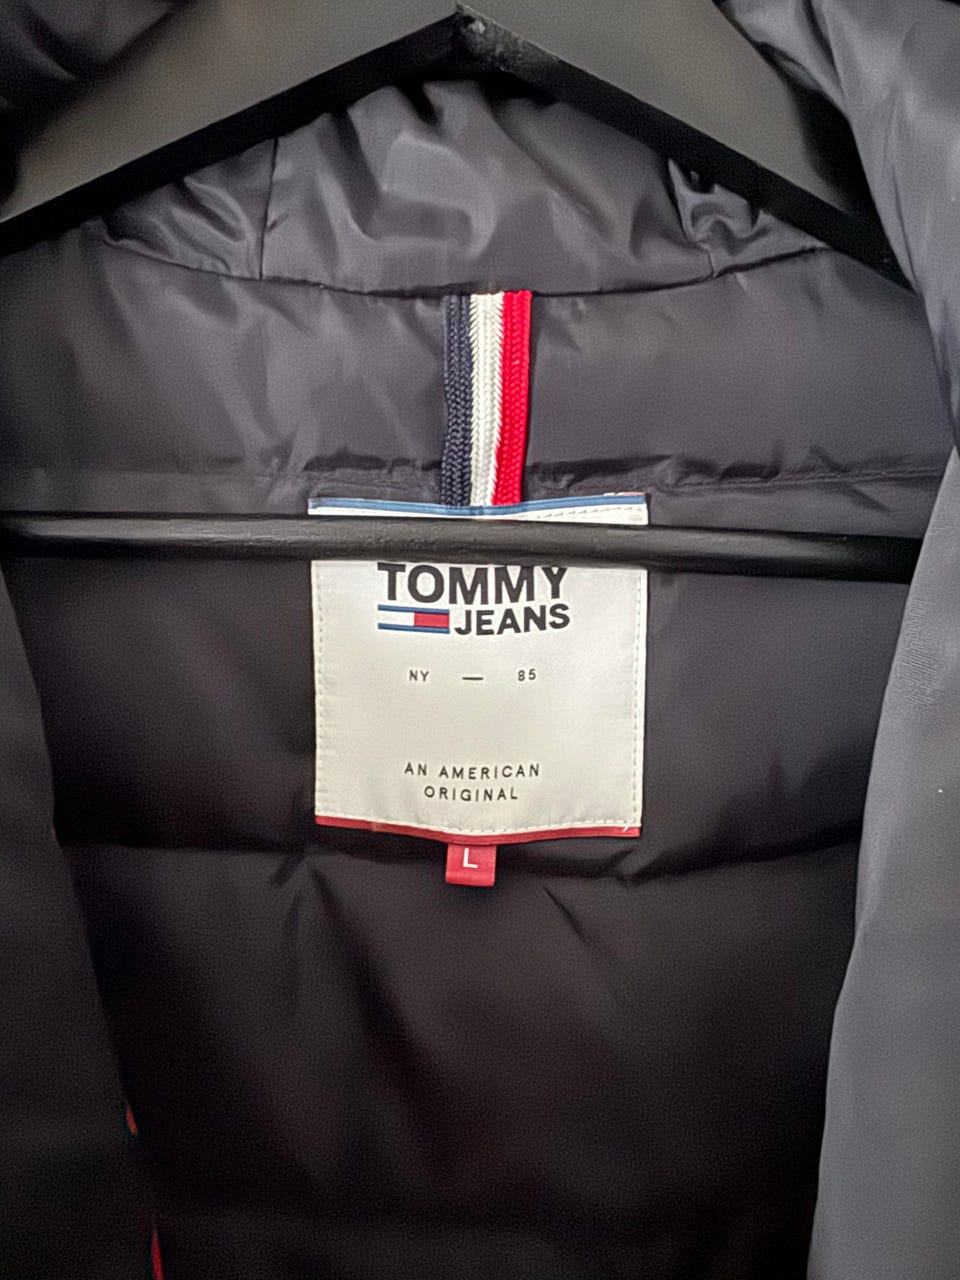 TOMMY
JEANS
NY — 85
AN AMERICAN
ORIGINAL
L